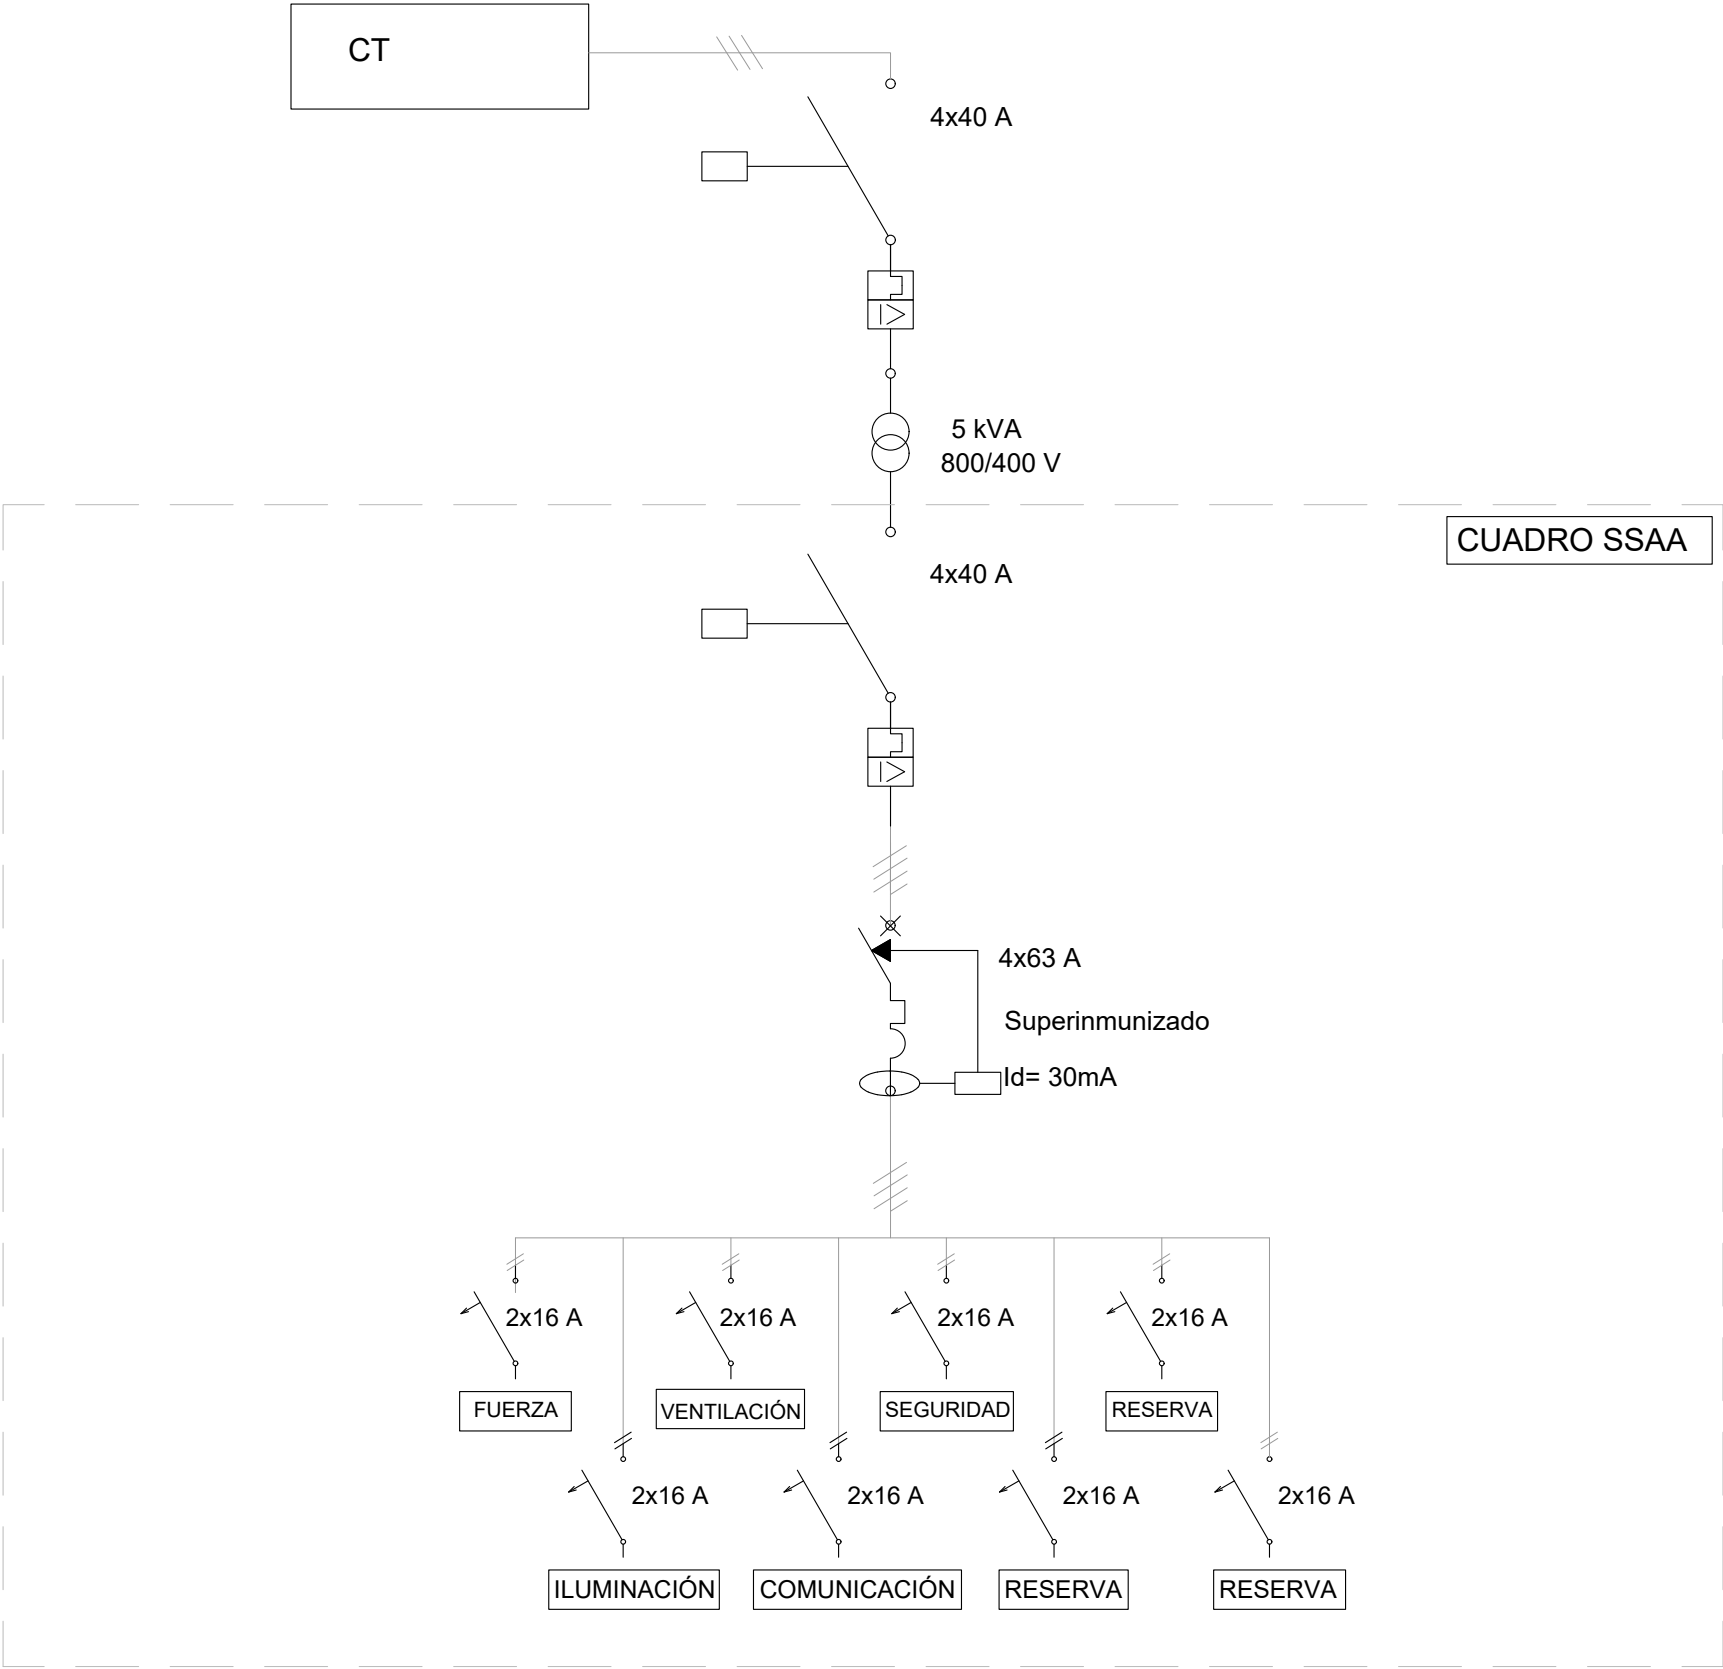 CT
4x40 A
5 kVA
800/400 V
CUADRO SSAA
4x40 A
4x63 A
Superinmunizado
Id= 30mA
2x16 A
2x16 A
2x16 A
2x16 A
FUERZA
VENTILACIÓN
SEGURIDAD
RESERVA
2x16 A
2x16 A
2x16 A
2x16 A
ILUMINACIÓN
COMUNICACIÓN
RESERVA
RESERVA